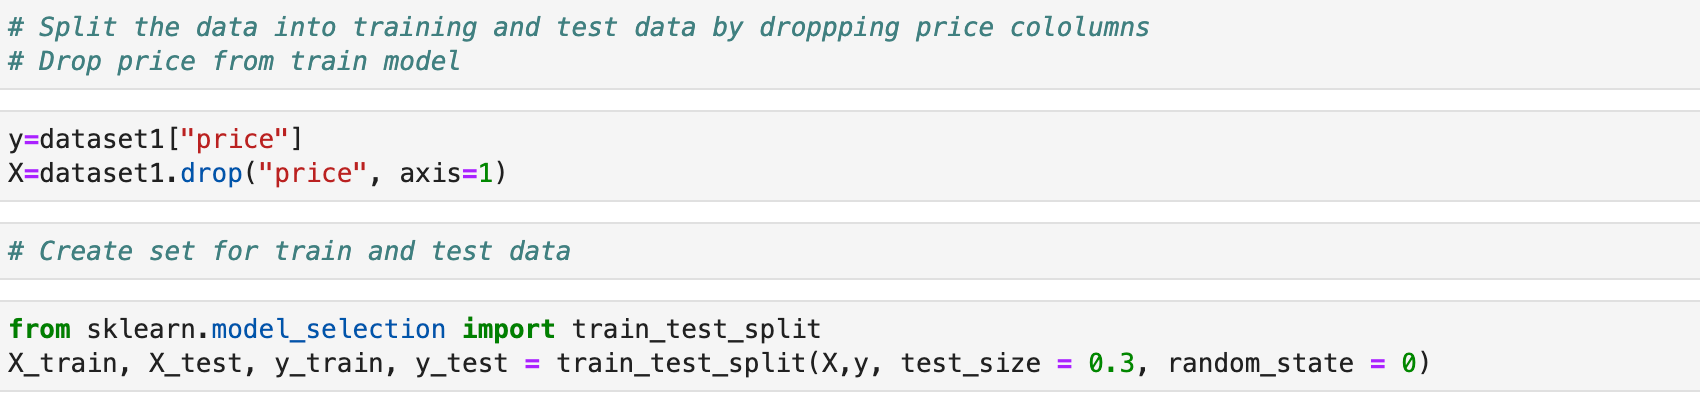 # Split the data into training and test data by droppping price cololumns
# Drop price from train model
y=dataset1["price"]
X=dataset1.drop("price", axis=1)
# Create set for train and test data
from sklearn.model_selection import train_test_split
X_train, X_test, y_train, y_test = train_test_split(X,y, test_size = 0.3, random_state = 0)